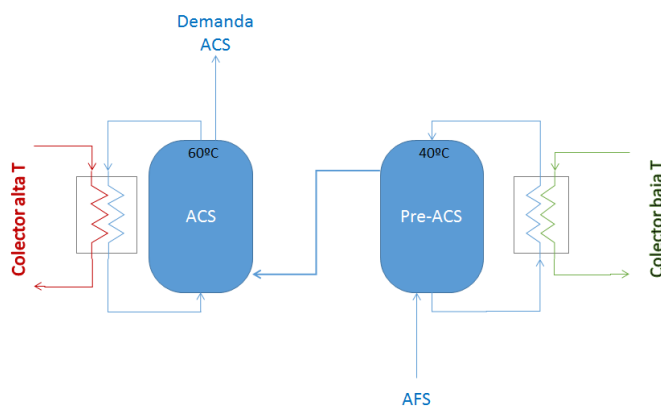 Demanda
ACS
60ºC
40ºC
Colector alta T
ACS
Pre-ACS
Colector baja T
AFS